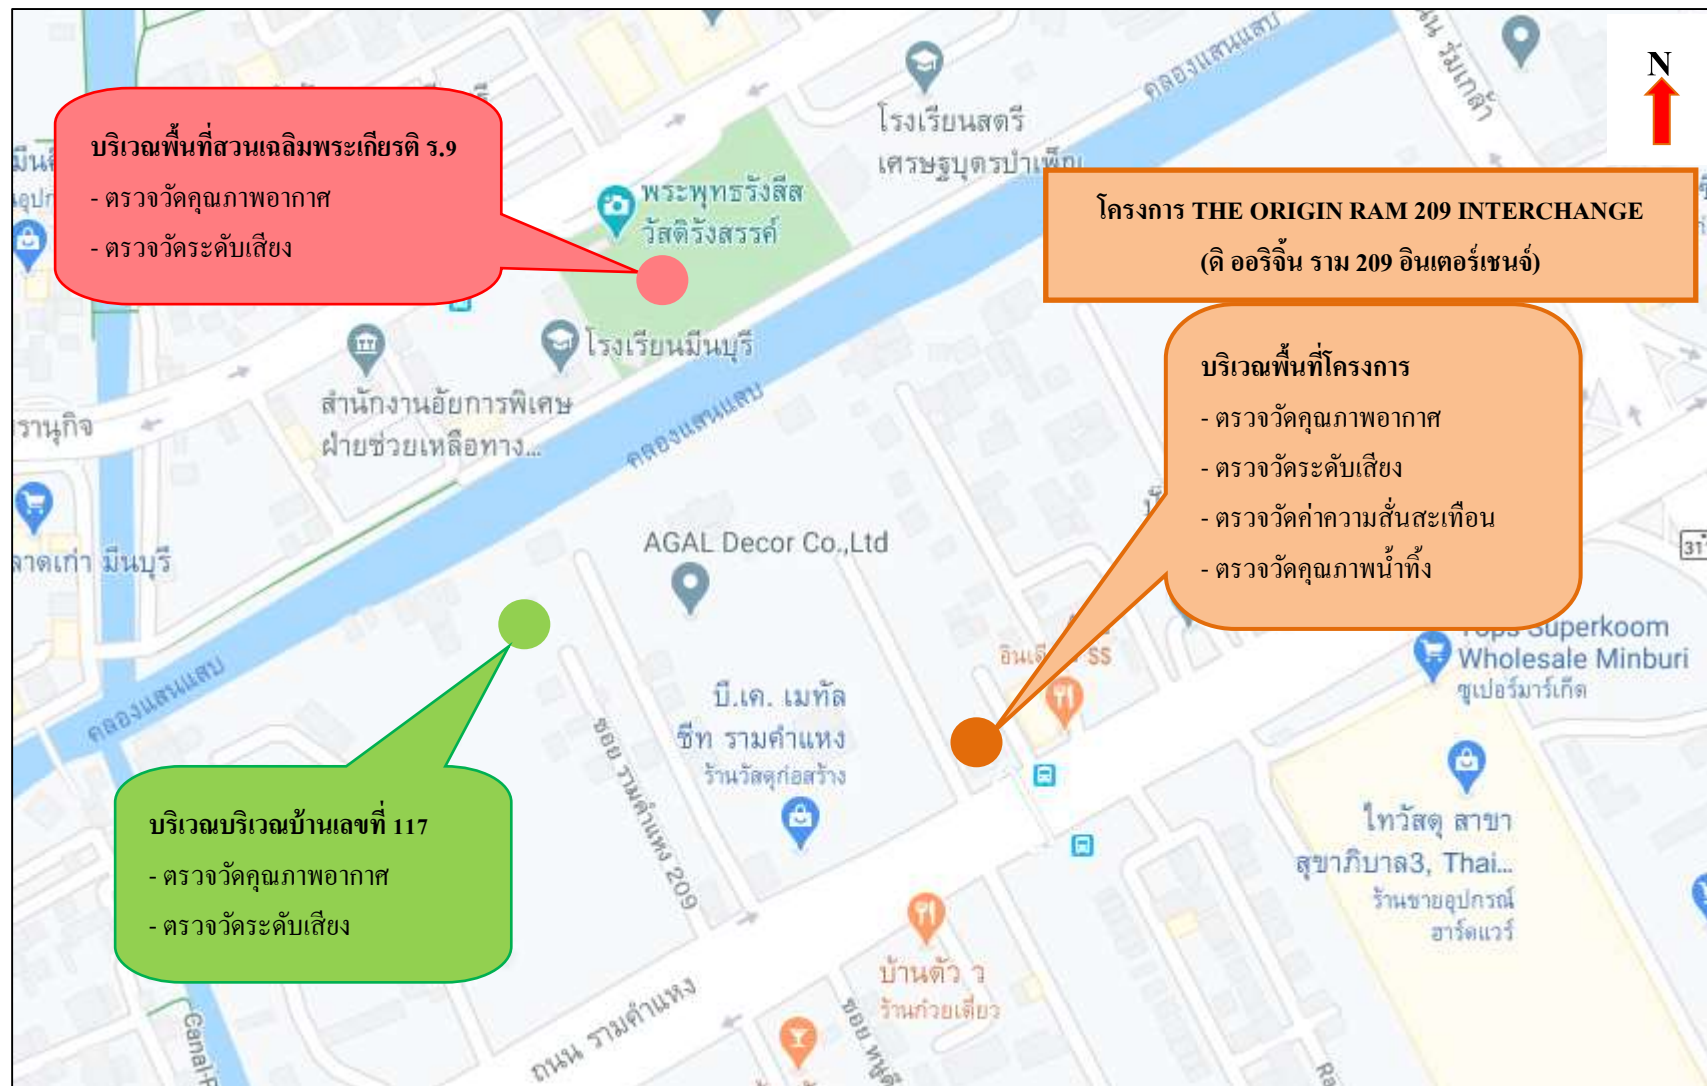 คลองแสนแสบ
ร่มเกล้า
N
โรงเรียนสตรี
เศรษฐบุตรบำเพ็ญ
บริเวณพื้นที่สวนเฉลิมพระเกียรติ ร.9
- ตรวจวัดคุณภาพอากาศ
- ตรวจวัดระดับเสียง
พระพุทธรังสีส
วัสดิรังสรรค์
โครงการ THE ORIGIN RAM 209 INTERCHANGE
(ดิ ออริจิ้น ราม 209 อินเตอร์เชนจ์)
โรงเรียนมีนบุรี
สำนักงานอัยการพิเศษ
ฝ่ายช่วยเหลือทาง...
รานุกิจ
คลองแสนแสบ
บริเวณพื้นที่โครงการ
- ตรวจวัดคุณภาพอากาศ
- ตรวจวัดระดับเสียง
- ตรวจวัดค่าความสั่นสะเทือน
- ตรวจวัดคุณภาพน้ำทิ้ง
ลาดเก่า มีนบุรี
AGAL Decor Co.,Ltd
31
SS
Superkoom
Wholesale Minburi
ซูเปอร์มาร์เก็ต
คลองแสนแสบ
บี.เค. เมทัล
ชีท รามคำแหง
ร้านวัสดุก่อสร้าง
ซอย รามคำแหง 209
ไทวัสดุ สาขา
สุขาภิบาล3, Thai...
ร้านขายอุปกรณ์
ฮาร์ดแวร์
บริเวณบริเวณบ้านเลขที่ 117
- ตรวจวัดคุณภาพอากาศ
- ตรวจวัดระดับเสียง
บ้านตัว ว
ร้านก๋วยเตี๋ยว
ถนน รามคำแหง
Canal-